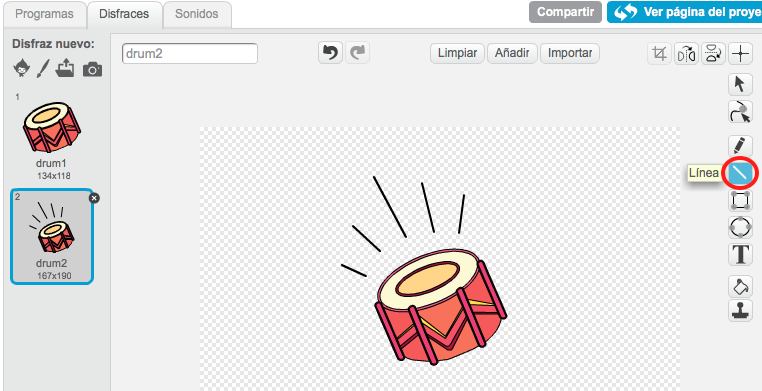 Programas Disfraces Sonidos Compartir Ver página del proye
Disfraz nuevo: drum2 Limpiar Añadir Importar
1
drum1
134x118
Línea
2
drum2
167x190
T